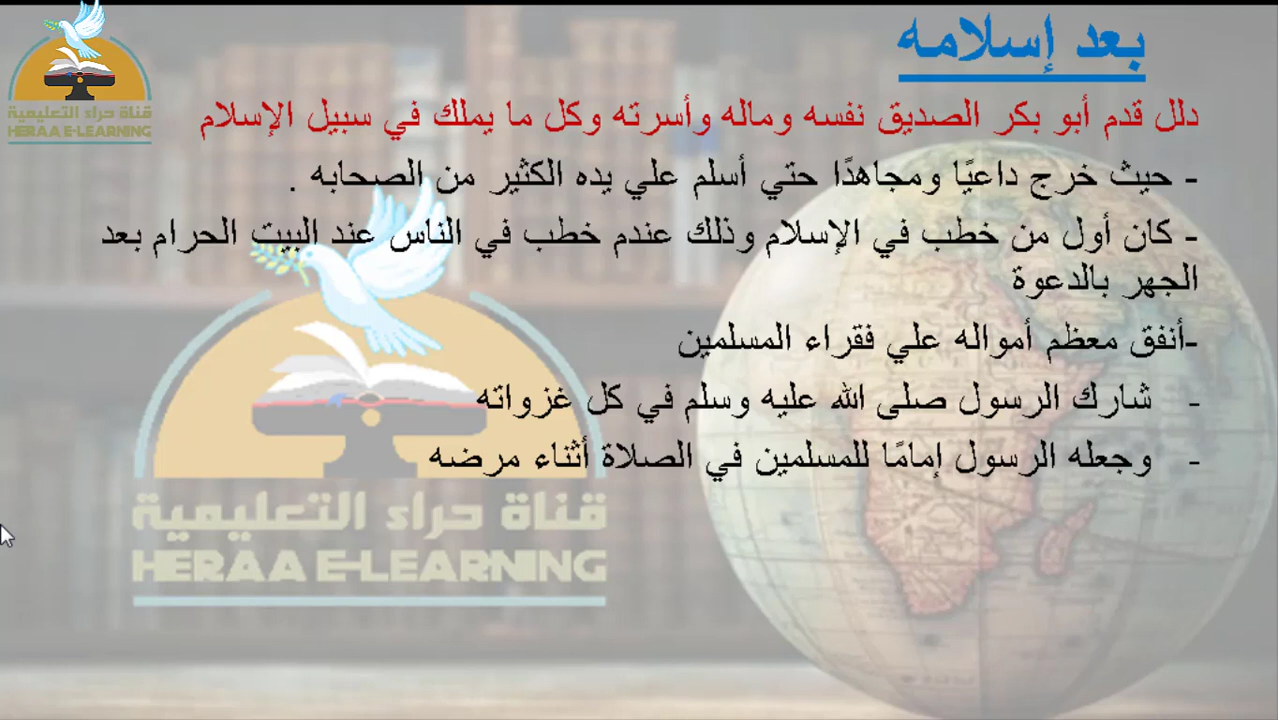 بعد إسلامه
دلل قدم أبو بكر الصديق نفسه وماله وأسرته وكل ما يملك في سبيل الإسلام
- حيث خرج داعيًا ومجاهدًا حتي أسلم علي يده الكثير من الصحابه .
- كان أول من خطب في الإسلام وذلك عندم خطب في الناس عند البيت الحرام بعد
الجهر بالدعوة
-أنفق معظم أمواله علي فقراء المسلمين
- شارك الرسول صلى الله عليه وسلم في كل غزواته
- وجعله الرسول إمامًا للمسلمين في الصلاة أثناء مرضه
قناة حراء التعليمية
HERAA E-LEARNING
قناة حراء التعليمية
HERAA E-LEARNING